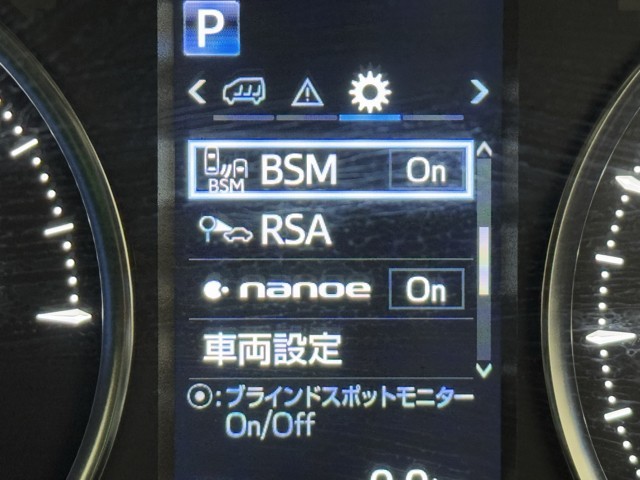 P
BSM
BSM On
RSA
nanoe On
車両設定
:ブラインドスポットモニター
On/Off